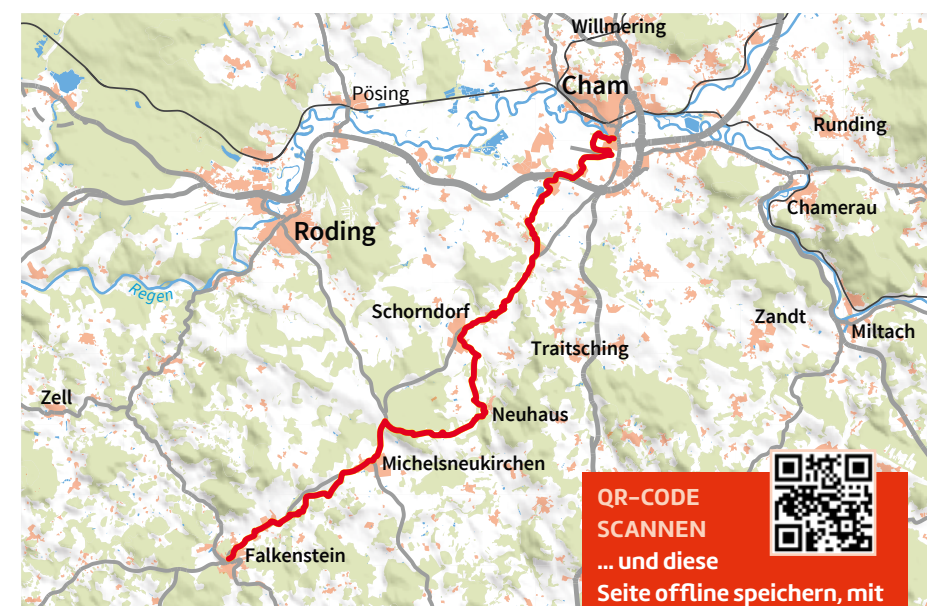 Willmering
Cham
Pösing
Runding
Chamerau
Roding
Regen
Schorndorf
Zandt
Miltach
Traitsching
Zell
Neuhaus
Michelsneukirchen
Falkenstein
QR-CODE
SCANNEN
... und diese
Seite offline speichern, mit